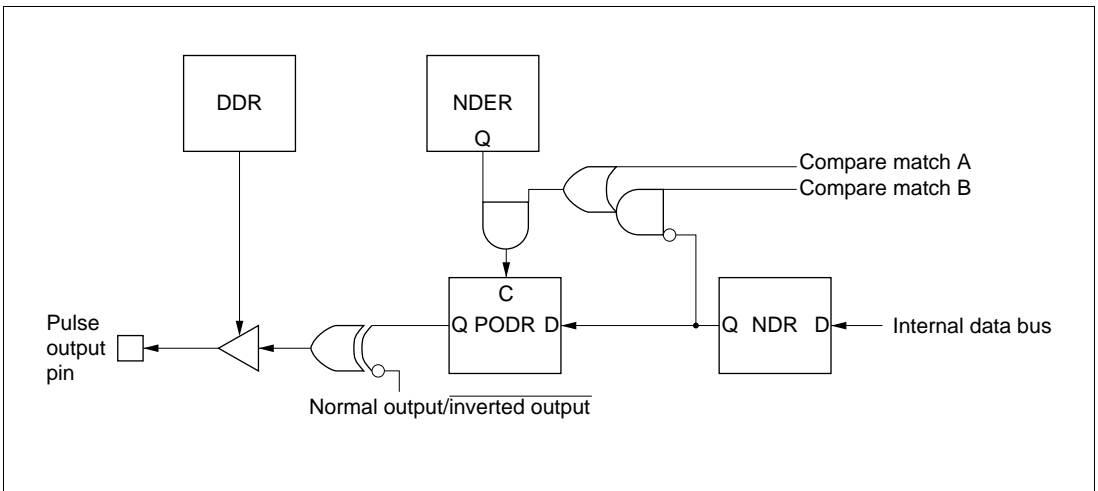 DDR
NDER
Q
Compare match A
Compare match B
C
Q PODR D
Q NDR D
Internal data bus
Pulse
output
pin
Normal output/inverted output